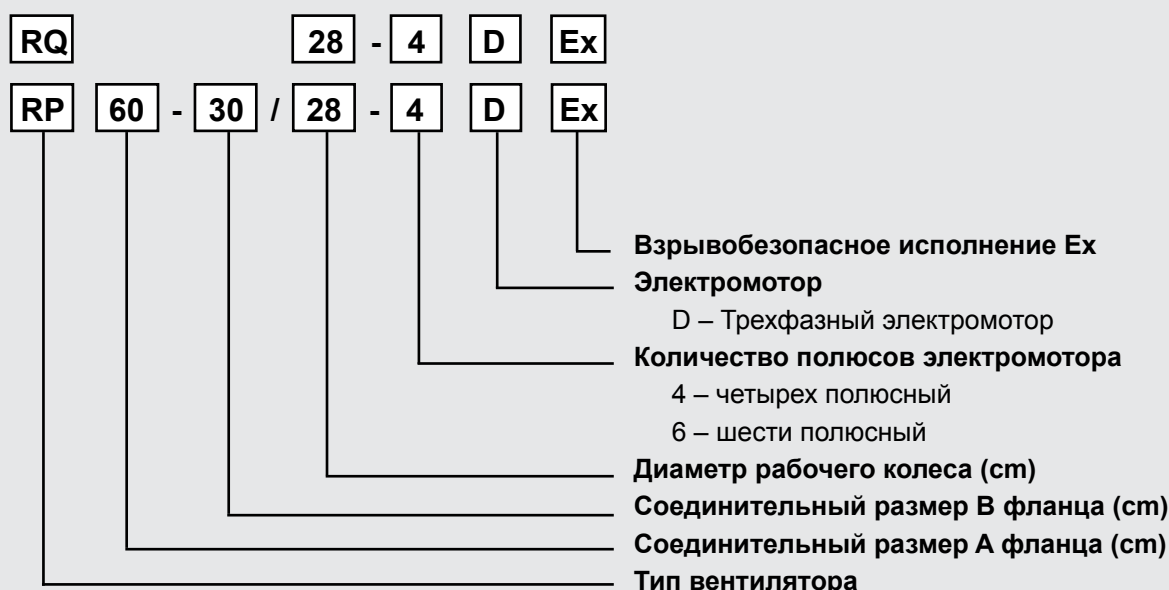 RQ 28 - 4 D Ex
RP 60 - 30 / 28 - 4 D Ex
Взрывобезопасное исполнение Ex
Электромотор
D – Трехфазный электромотор
Количество полюсов электромотора
4 – четырех полюсный
6 – шести полюсный
Диаметр рабочего колеса (cm)
Соединительный размер B фланца (cm)
Соединительный размер A фланца (cm)
Тип вентилятора